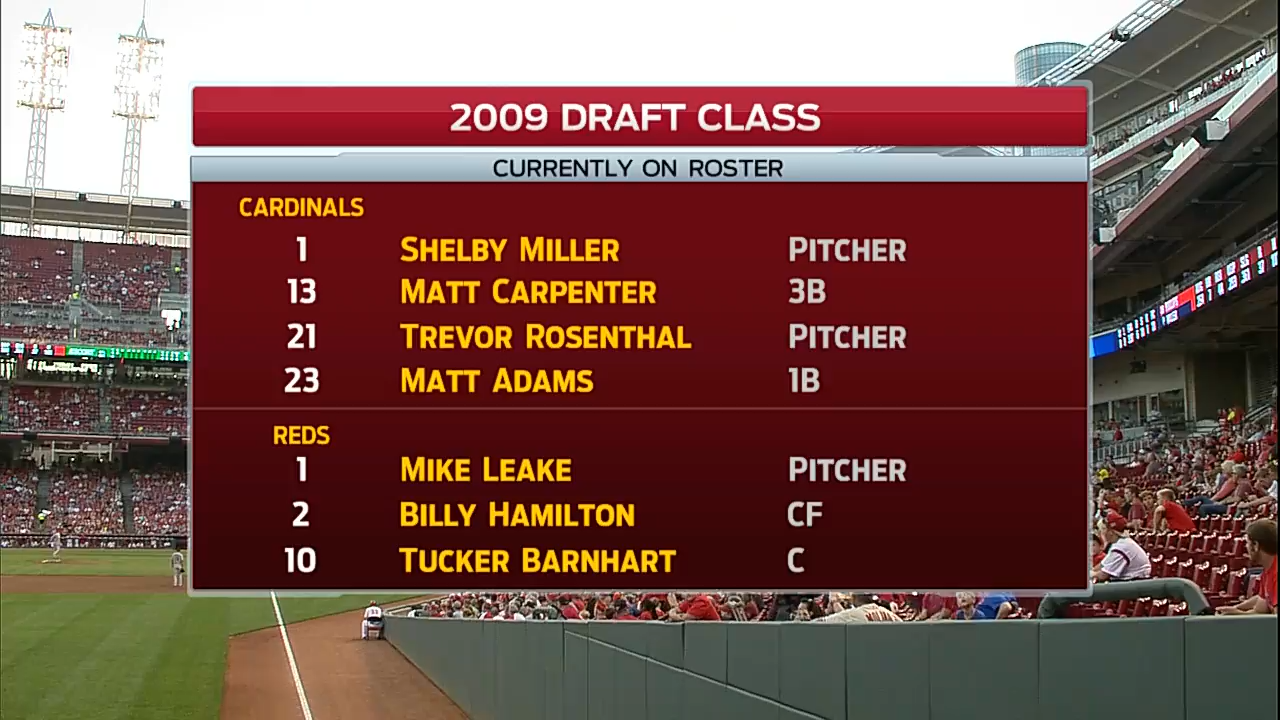 2009 DRAFT CLASS
CURRENTLY ON ROSTER
CARDINALS
1 SHELBY MILLER PITCHER
13 MATT CARPENTER 3B
21 TREVOR ROSENTHAL PITCHER
23 MATT ADAMS 1B
REDS
1 MIKE LEAKE PITCHER
2 BILLY HAMILTON CF
10 TUCKER BARNHART C